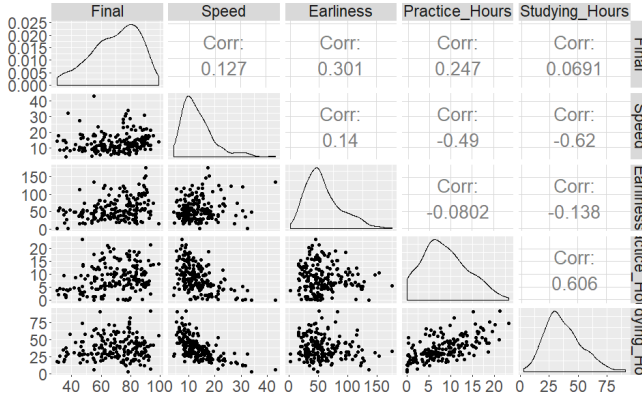 Final Speed Earliness Practice_Hours Studying_Hours
0.025
0.020
0.015
0.010
0.005
0.000
Corr:
0.127
Corr:
0.301
Corr:
0.247
Corr:
0.0691
Final
40
30
20
10
Corr:
0.14
Corr:
-0.49
Corr:
-0.62
Speed
150
100
50
0
Corr:
-0.0802
Corr:
-0.138
Earliness
20
15
10
5
0
Corr:
0.606
tice_Ho
75
50
25
0
dying_Ho
40 60 80 100 0 10 20 30 40 0 50 100 150 0 5 10 15 20 0 25 50 75